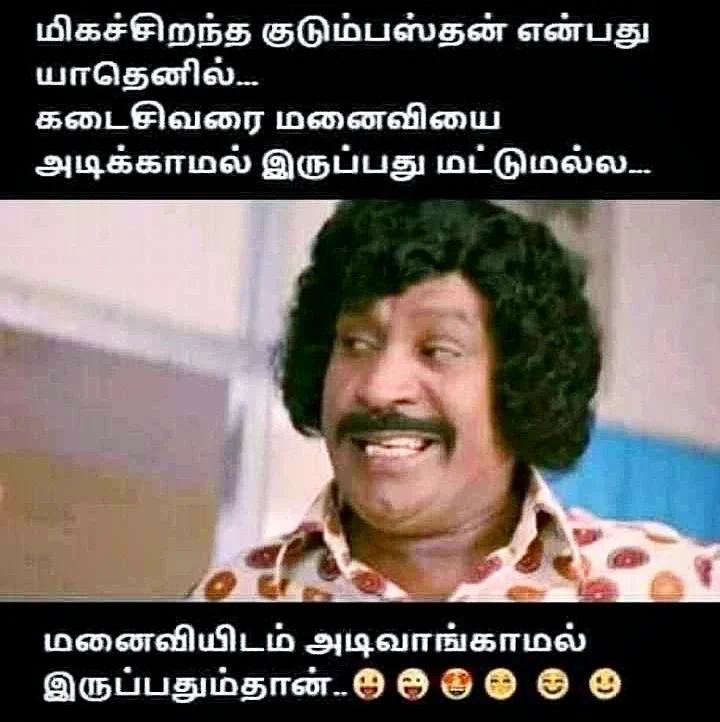 மிகச்சிறந்த குடும்பஸ்தன் என்பது
யாதெனில்...
கடைசிவரை மனைவியை
அடிக்காமல் இருப்பது மட்டுமல்ல...
மனைவியிடம் அடிவாங்காமல்
இருப்பதும்தான்..😀😜🤩😁😊😉